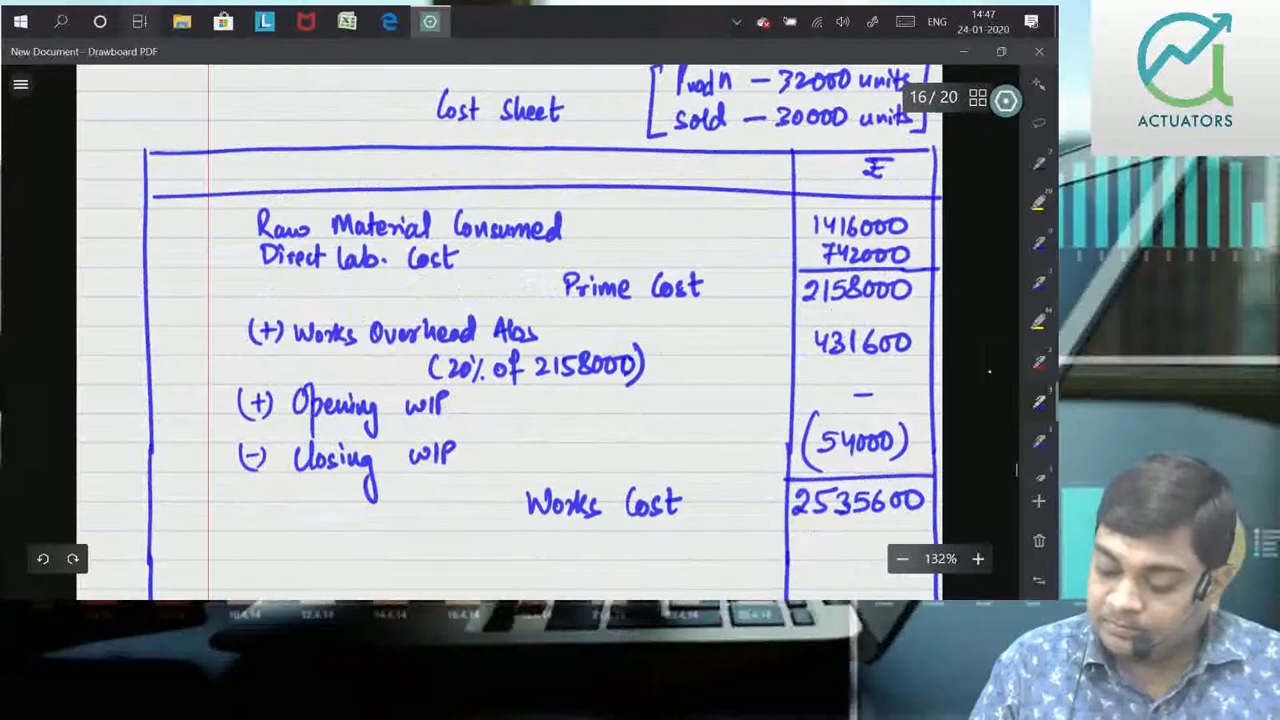 14:47
ENG
24-01-2020
New Document - Drawboard PDF
16 / 20
Cost Sheet
Prodn — 32000 units
Sold — 30000 units
ACTUATORS
₹
Raw Material Consumed 1416000
Direct Lab. Cost 742000
Prime Cost 2158000
(+) Works Overhead Abs 431600
(20% of 2158000)
(+) Opening WIP —
(-) Closing WIP (54000)
Works Cost 2535600
132%